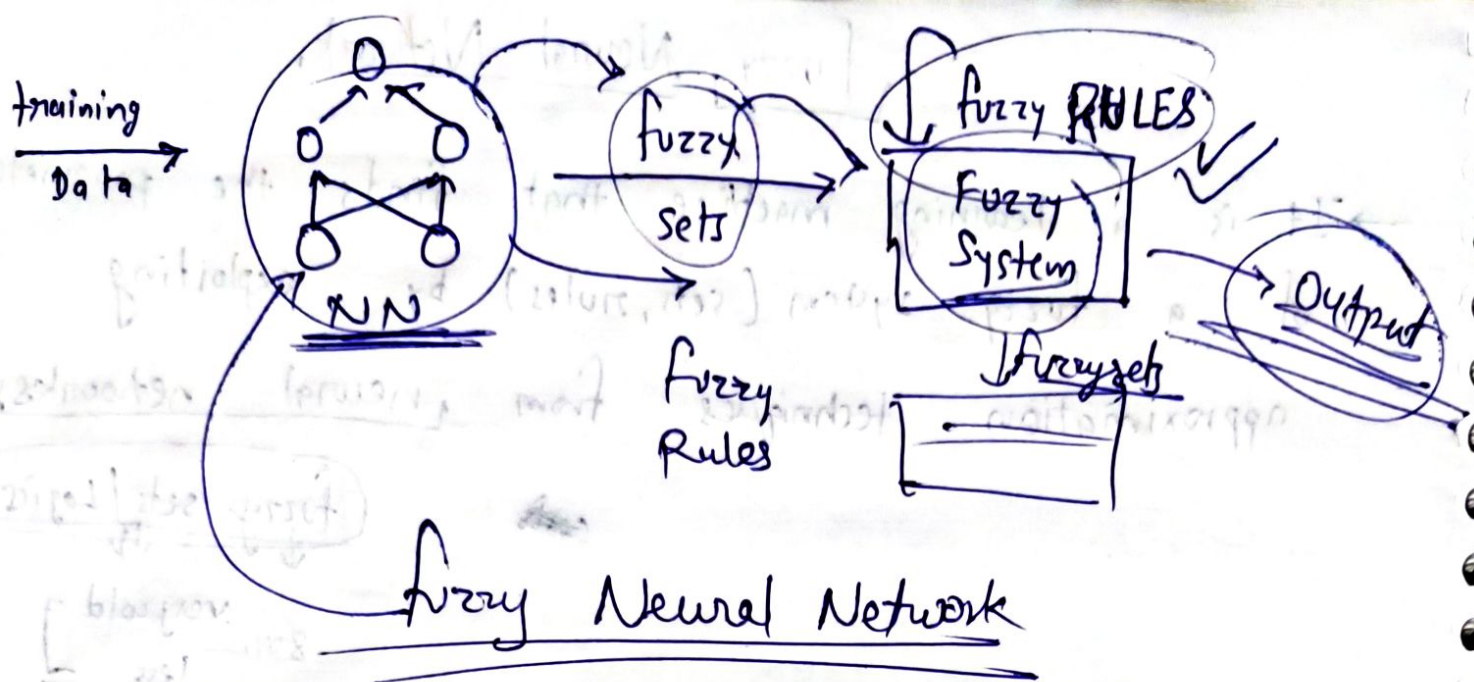 training
Data
NN
fuzzy
sets
fuzzy
Rules
fuzzy RULES
Fuzzy
System
fuzzysets
Output
fuzzy Neural Network